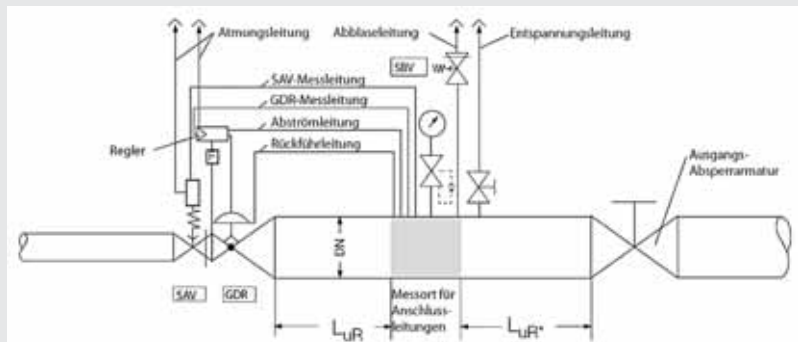 Atmungsleitung
Abblaseleitung
Entspannungsleitung
SBV
SAV-Messleitung
GDR-Messleitung
Abströmleitung
Rückführleitung
Regler
Ausgangs-
Absperrarmatur
DN
SAV
GDR
Messort für
Anschluss-
leitungen
LuR
LuR*